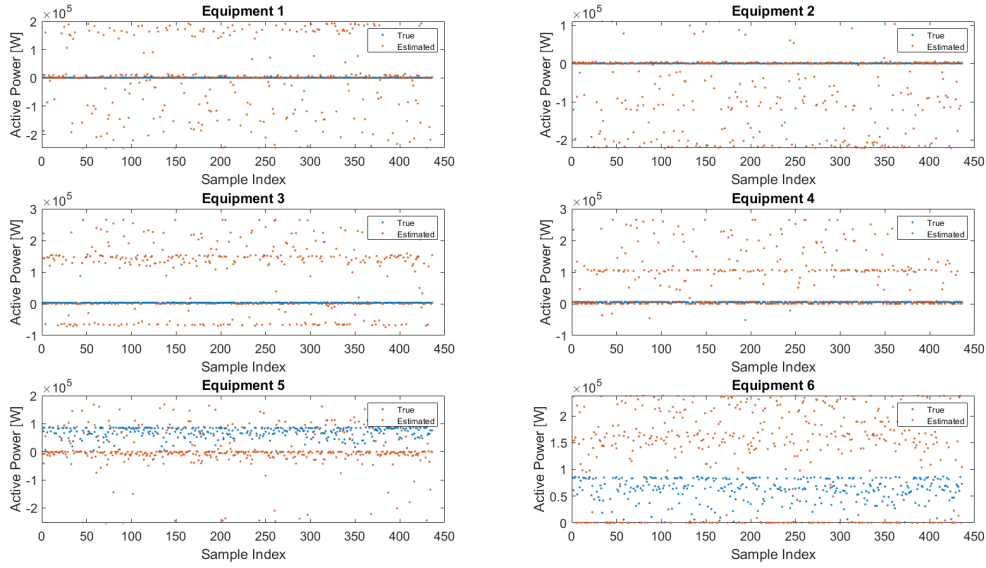 Equipment 1
×10^5
2
1
0
-1
-2
Active Power [W]
True
Estimated
0 50 100 150 200 250 300 350 400 450
Sample Index
Equipment 2
×10^5
1
0
-1
-2
Active Power [W]
True
Estimated
0 50 100 150 200 250 300 350 400 450
Sample Index
Equipment 3
×10^5
3
2
1
0
-1
Active Power [W]
True
Estimated
0 50 100 150 200 250 300 350 400 450
Sample Index
Equipment 4
×10^5
3
2
1
0
-1
Active Power [W]
True
Estimated
0 50 100 150 200 250 300 350 400 450
Sample Index
Equipment 5
×10^5
2
1
0
-1
-2
Active Power [W]
True
Estimated
0 50 100 150 200 250 300 350 400 450
Sample Index
Equipment 6
×10^5
2
1.5
1
0.5
0
Active Power [W]
True
Estimated
0 50 100 150 200 250 300 350 400 450
Sample Index